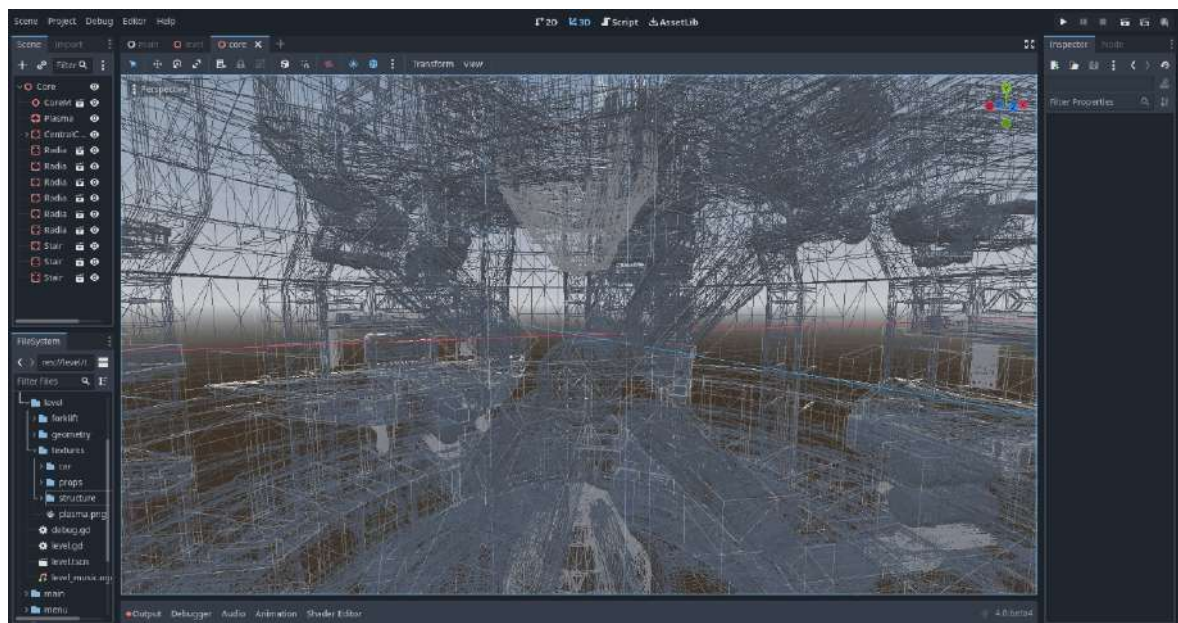 Scene Project Debug Editor Help
2D 3D Script AssetLib
Scene Import
main level core +
Inspector Node
Filter
Transform View
Filter Properties
Perspective
Y
Core
CoreM
Plasma
CentralC...
Radia
Radia
Radia
Radia
Radia
Radia
Stair
Stair
Stair
FileSystem
res://level/t
Filter Files
level
forklift
geometry
textures
car
props
structure
plasma.png
debug.gd
level.gd
level.tscn
level_music.og
main
menu
Output Debugger Audio Animation Shader Editor
4.0.beta4